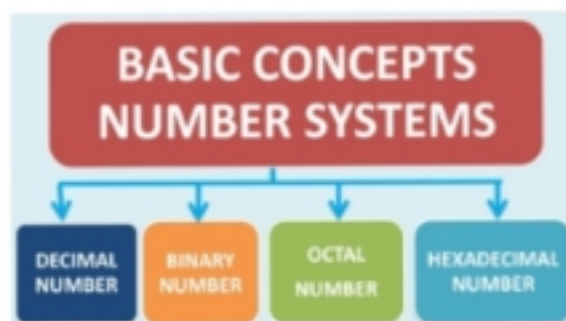 BASIC CONCEPTS
NUMBER SYSTEMS
DECIMAL
NUMBER
BINARY
NUMBER
OCTAL
NUMBER
HEXADECIMAL
NUMBER